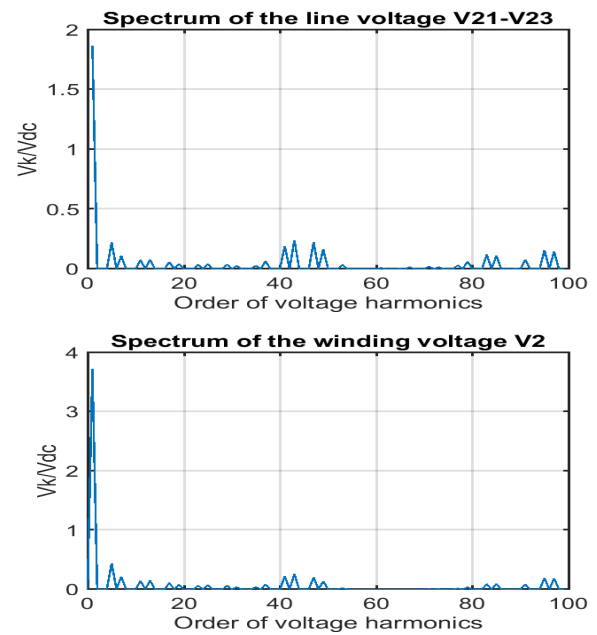 Spectrum of the line voltage V21-V23
2
1.5
1
0.5
0
Vk/Vdc
0 20 40 60 80 100
Order of voltage harmonics
Spectrum of the winding voltage V2
4
3
2
1
0
Vk/Vdc
0 20 40 60 80 100
Order of voltage harmonics